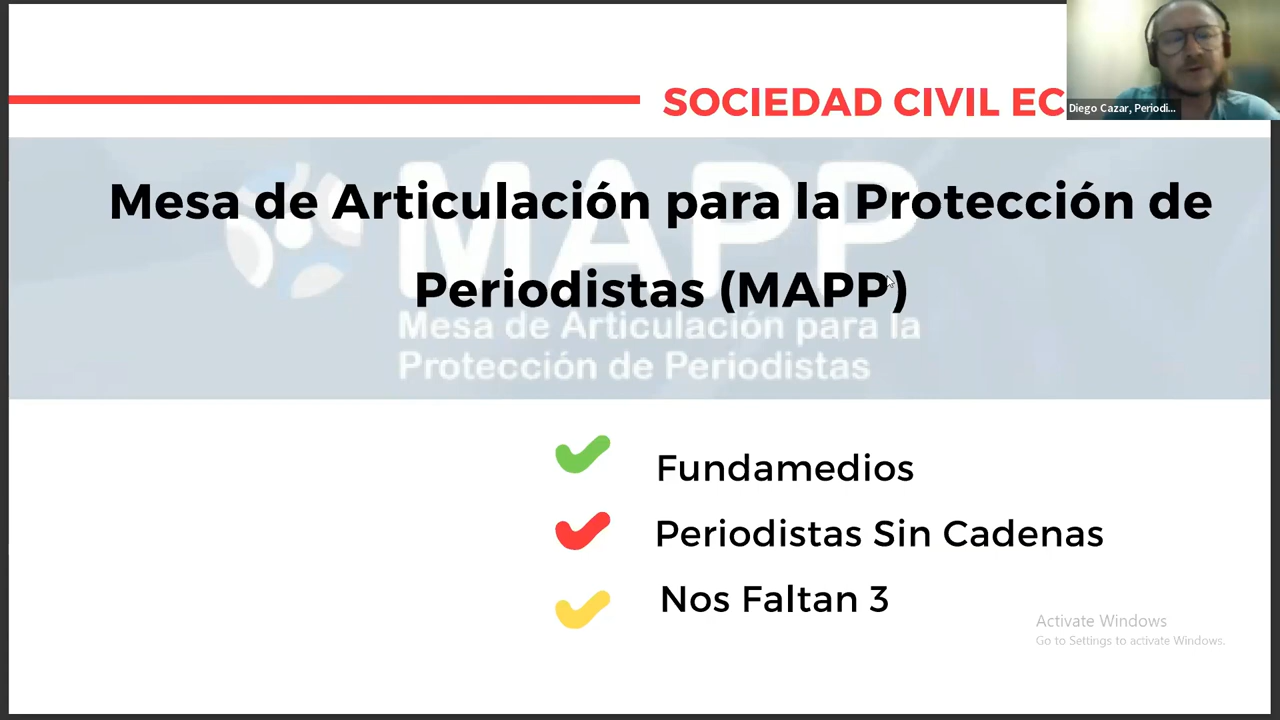 SOCIEDAD CIVIL EC
Diego Cazar, Periodi...
Mesa de Articulación para la Protección de
Periodistas (MAPP)
MAPP
Mesa de Articulación para la
Protección de Periodistas
Fundamedios
Periodistas Sin Cadenas
Nos Faltan 3
Activate Windows
Go to Settings to activate Windows.